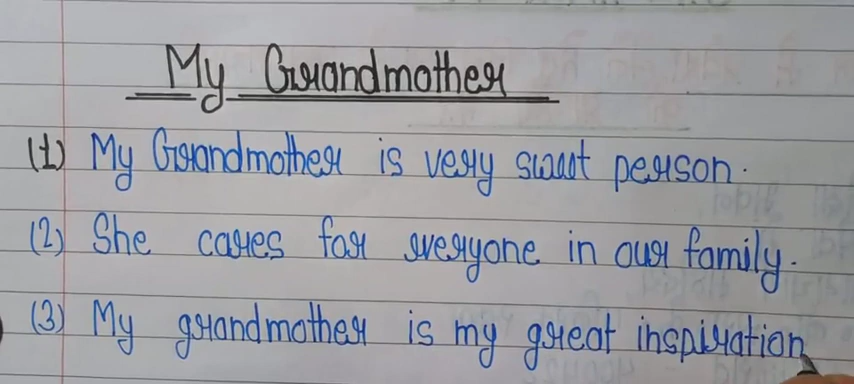 My Grandmother
(1) My Grandmother is very sweet person.
(2) She cares for everyone in our family.
(3) My grandmother is my great inspiration